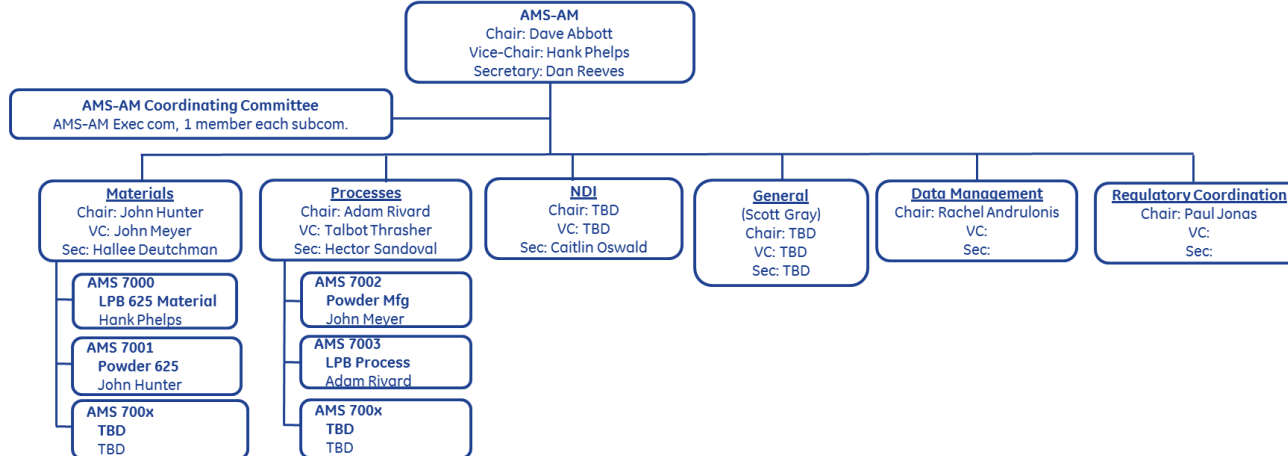 AMS-AM
Chair: Dave Abbott
Vice-Chair: Hank Phelps
Secretary: Dan Reeves
AMS-AM Coordinating Committee
AMS-AM Exec com, 1 member each subcom.
Materials
Chair: John Hunter
VC: John Meyer
Sec: Hallee Deutchman
Processes
Chair: Adam Rivard
VC: Talbot Thrasher
Sec: Hector Sandoval
NDI
Chair: TBD
VC: TBD
Sec: Caitlin Oswald
General
(Scott Gray)
Chair: TBD
VC: TBD
Sec: TBD
Data Management
Chair: Rachel Andrulonis
VC:
Sec:
Regulatory Coordination
Chair: Paul Jonas
VC:
Sec:
AMS 7000
LPB 625 Material
Hank Phelps
AMS 7001
Powder 625
John Hunter
AMS 700x
TBD
TBD
AMS 7002
Powder Mfg
John Meyer
AMS 7003
LPB Process
Adam Rivard
AMS 700x
TBD
TBD